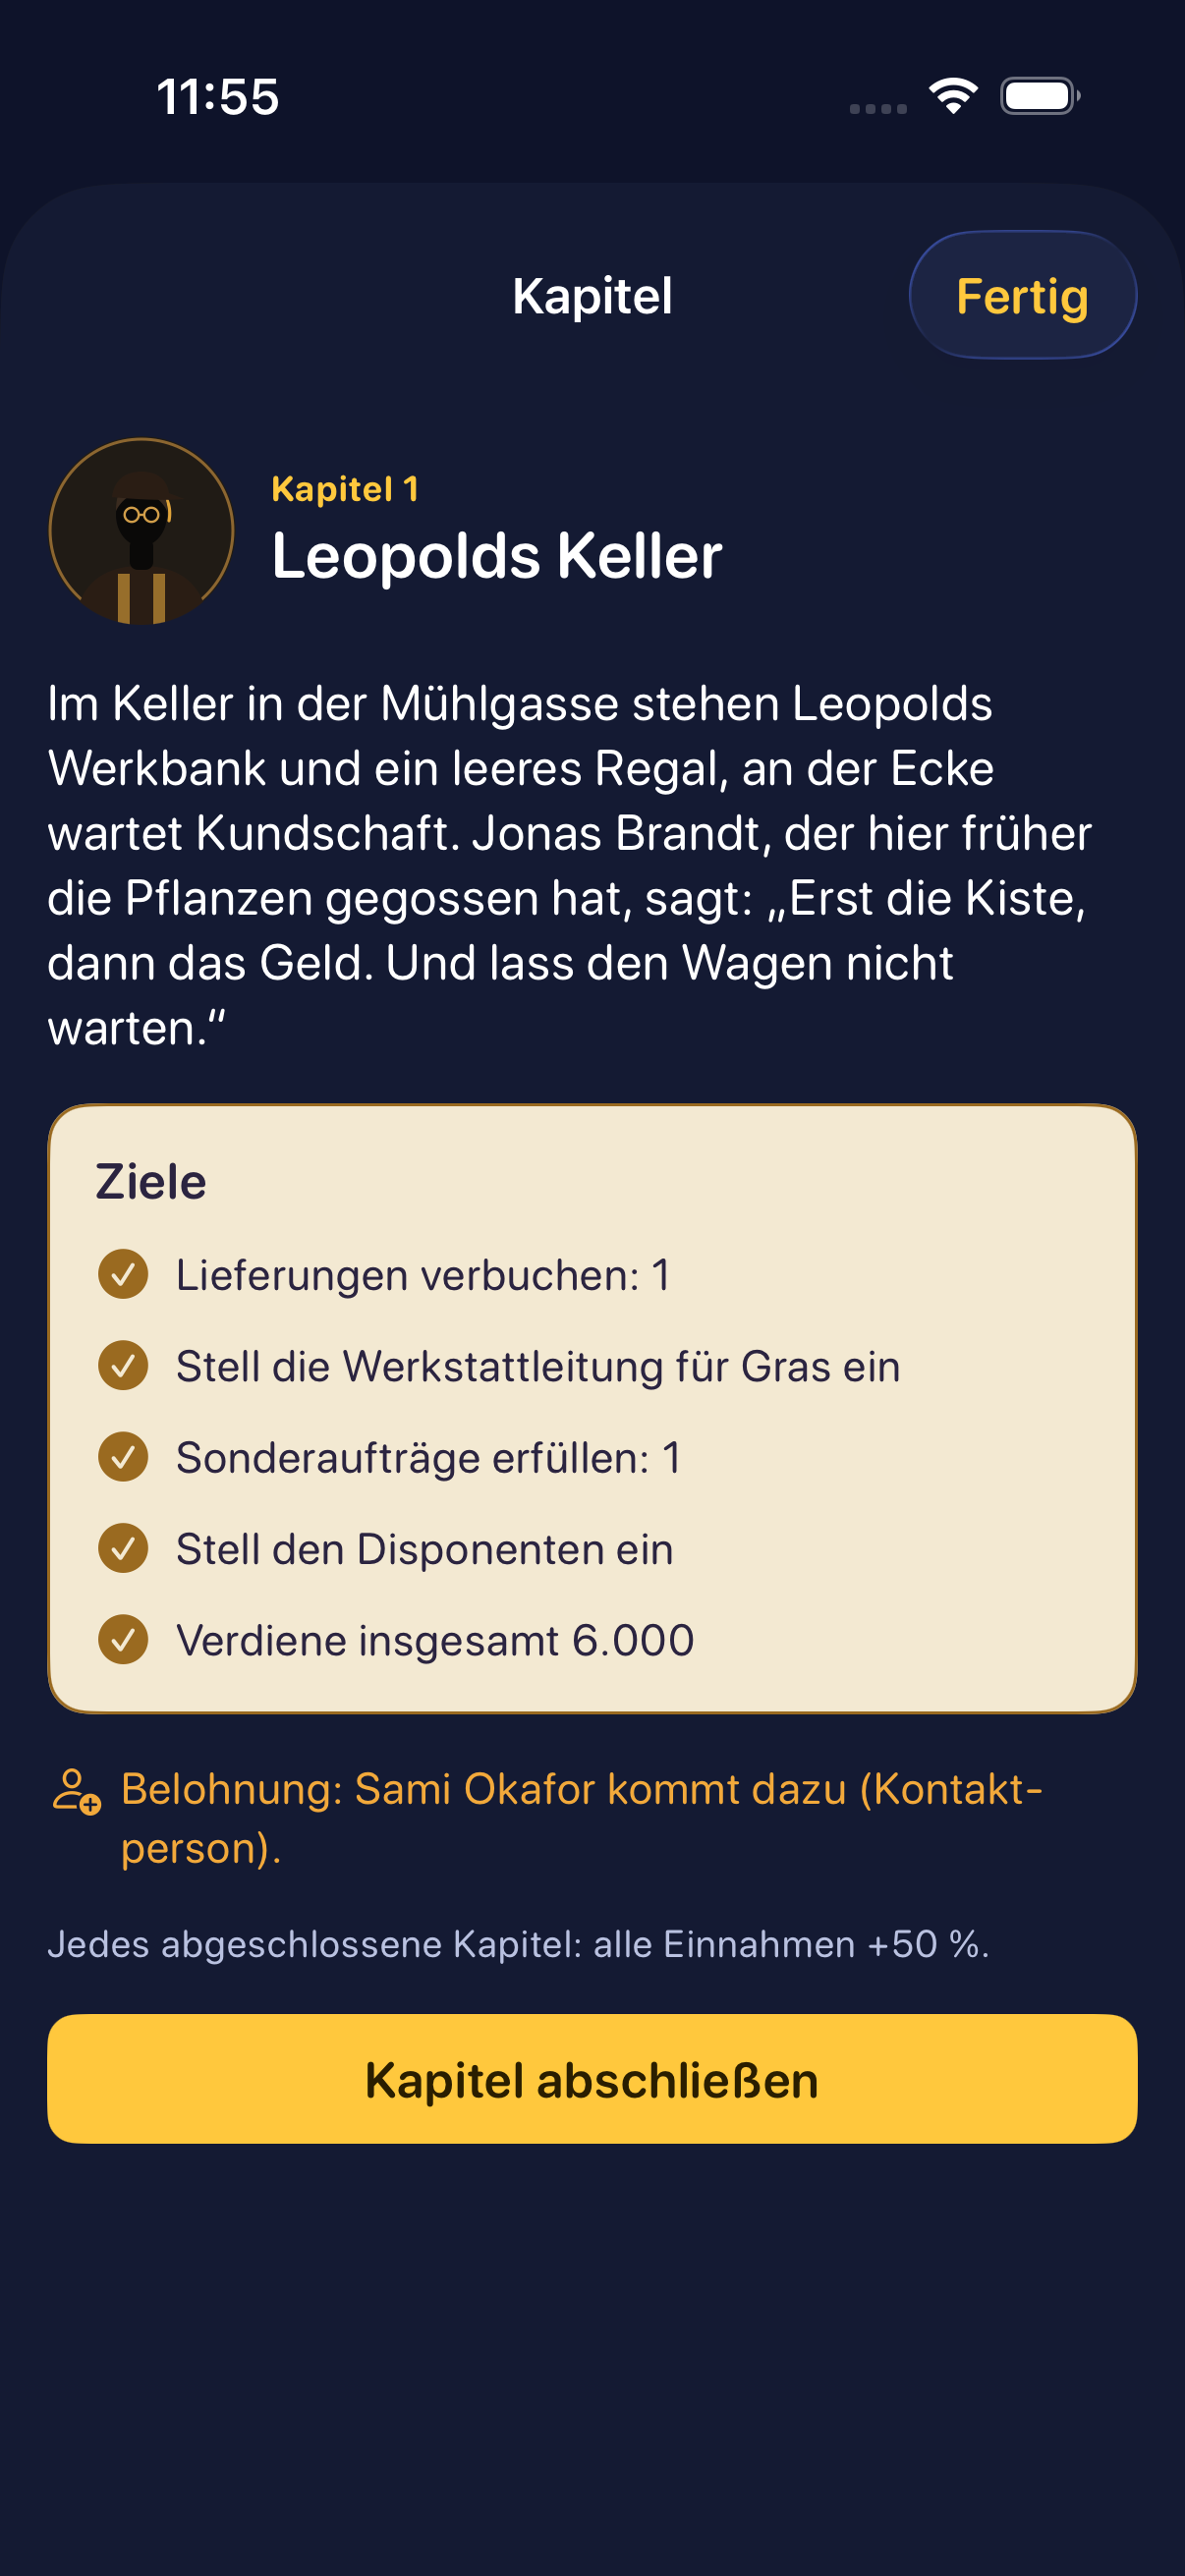 11:55
Kapitel
Fertig
Kapitel 1
Leopolds Keller
Im Keller in der Mühlgasse stehen Leopolds
Werkbank und ein leeres Regal, an der Ecke
wartet Kundschaft. Jonas Brandt, der hier früher
die Pflanzen gegossen hat, sagt: „Erst die Kiste,
dann das Geld. Und lass den Wagen nicht
warten.“
Ziele
Lieferungen verbuchen: 1
Stell die Werkstattleitung für Gras ein
Sonderaufträge erfüllen: 1
Stell den Disponenten ein
Verdiene insgesamt 6.000
Belohnung: Sami Okafor kommt dazu (Kontakt-
person).
Jedes abgeschlossene Kapitel: alle Einnahmen +50 %.
Kapitel abschließen